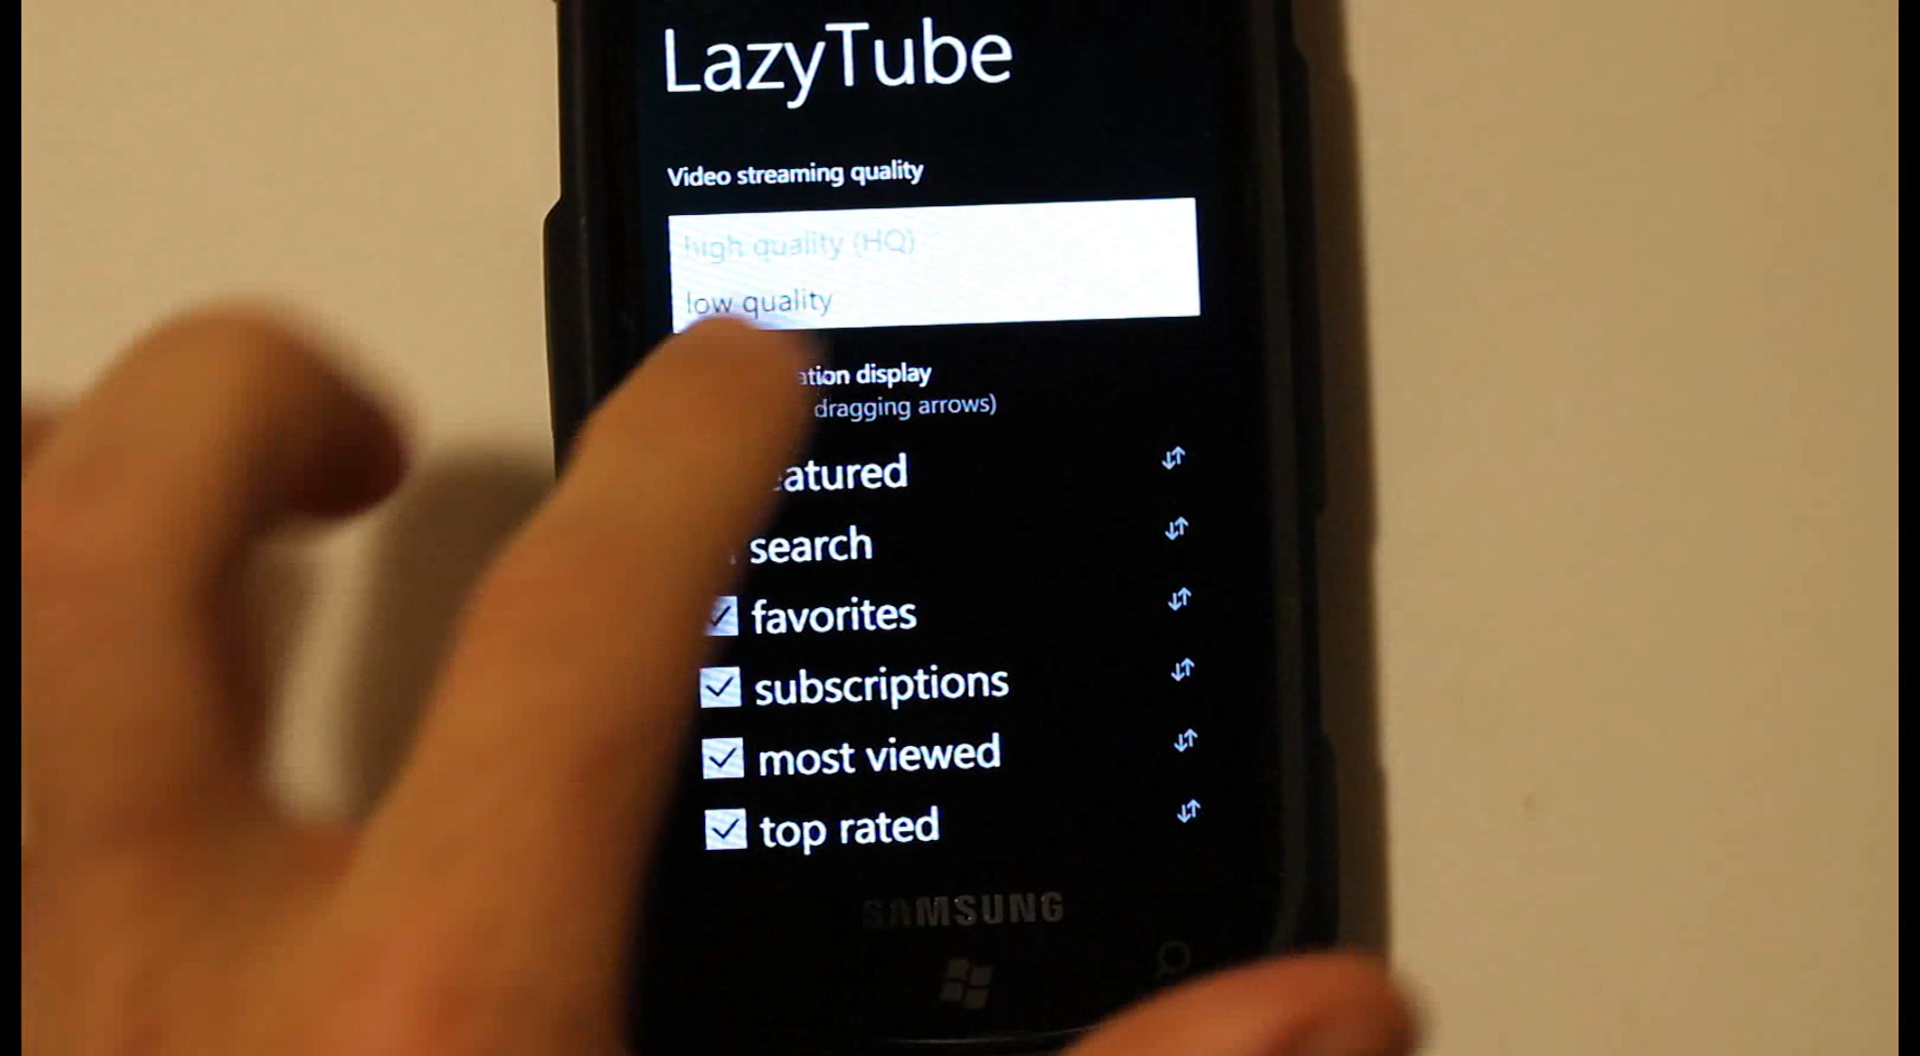 LazyTube
Video streaming quality
high quality (HQ)
low quality
display
dragging arrows)
search
favorites
subscriptions
most viewed
top rated
SAMSUNG